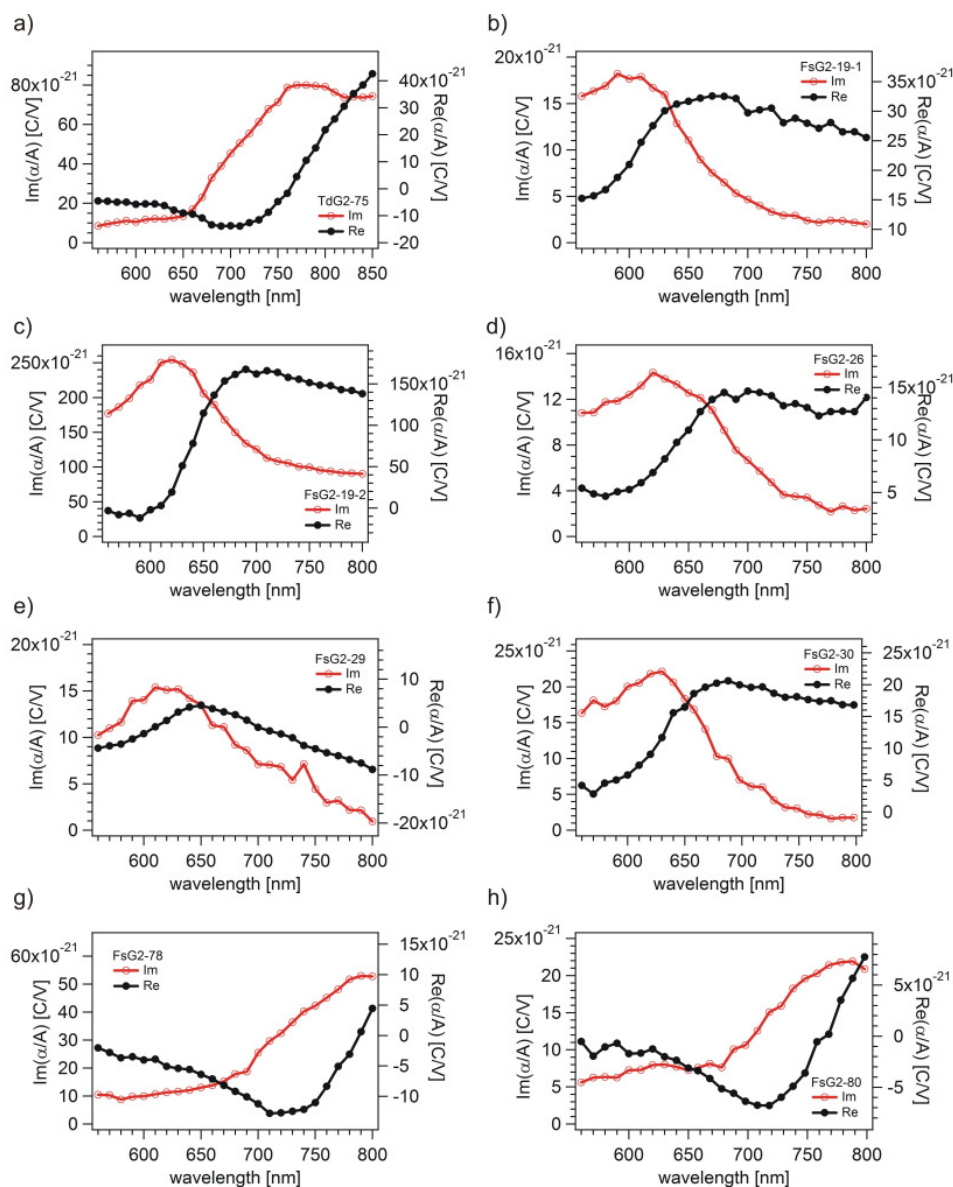 a)
80x10⁻²¹
60
40
20
0
Im(α/A) [C/V]
600 650 700 750 800 850
wavelength [nm]
40x10⁻²¹
30
20
10
0
-10
-20
Re(α/A) [C/V]
TdG2-75
Im
Re
b)
20x10⁻²¹
15
10
5
0
Im(α/A) [C/V]
600 650 700 750 800
wavelength [nm]
35x10⁻²¹
30
25
20
15
10
Re(α/A) [C/V]
FsG2-19-1
Im
Re
c)
250x10⁻²¹
200
150
100
50
0
Im(α/A) [C/V]
600 650 700 750 800
wavelength [nm]
150x10⁻²¹
100
50
0
Re(α/A) [C/V]
FsG2-19-2
Im
Re
d)
16x10⁻²¹
12
8
4
0
Im(α/A) [C/V]
600 650 700 750 800
wavelength [nm]
15x10⁻²¹
10
5
Re(α/A) [C/V]
FsG2-26
Im
Re
e)
20x10⁻²¹
15
10
5
0
Im(α/A) [C/V]
600 650 700 750 800
wavelength [nm]
10
0
-10
-20x10⁻²¹
Re(α/A) [C/V]
FsG2-29
Im
Re
f)
25x10⁻²¹
20
15
10
5
0
Im(α/A) [C/V]
600 650 700 750 800
wavelength [nm]
25x10⁻²¹
20
15
10
5
0
Re(α/A) [C/V]
FsG2-30
Im
Re
g)
60x10⁻²¹
50
40
30
20
10
0
Im(α/A) [C/V]
600 650 700 750 800
wavelength [nm]
15x10⁻²¹
10
5
0
-5
-10
Re(α/A) [C/V]
FsG2-78
Im
Re
h)
25x10⁻²¹
20
15
10
5
0
Im(α/A) [C/V]
600 650 700 750 800
wavelength [nm]
5x10⁻²¹
0
-5
Re(α/A) [C/V]
FsG2-80
Im
Re